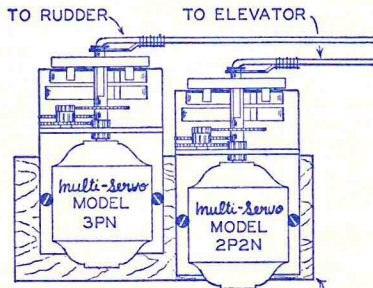 TO RUDDER
TO ELEVATOR
multi-servo
MODEL
3PN
multi-servo
MODEL
2P2N